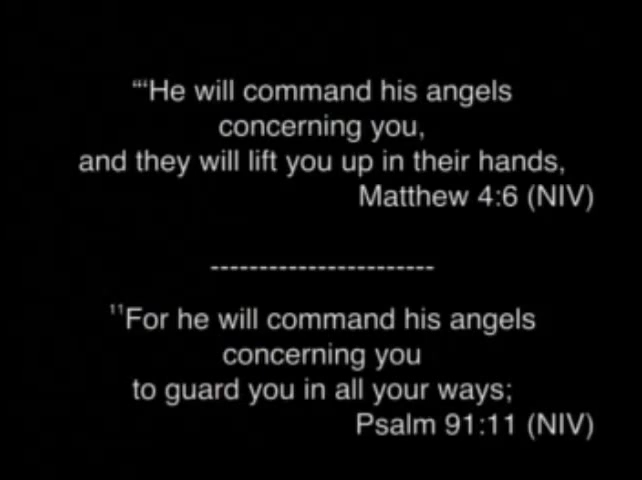 “‘He will command his angels
concerning you,
and they will lift you up in their hands,
Matthew 4:6 (NIV)
-----------------------
¹¹For he will command his angels
concerning you
to guard you in all your ways;
Psalm 91:11 (NIV)